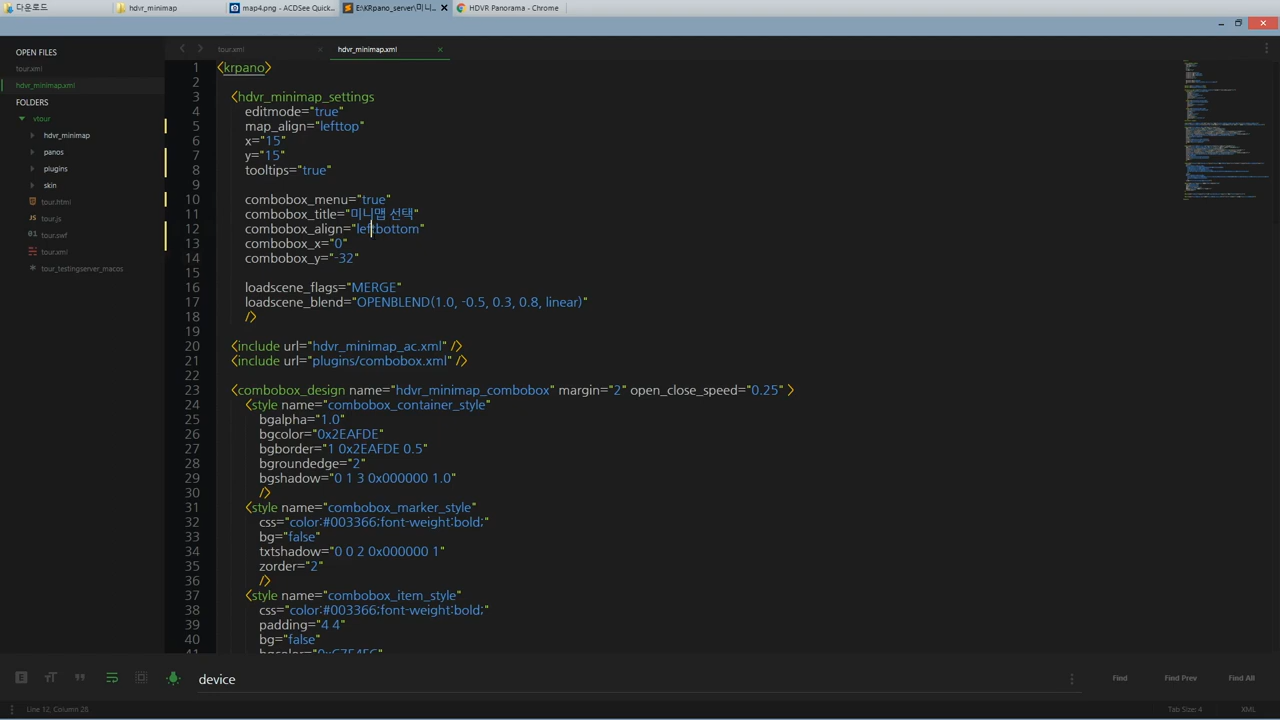 다운로드 hdvr_minimap map4.png - ACDSee Quick... E:\KRpano_server\미니... HDVR Panorama - Chrome
OPEN FILES
tour.xml
hdvr_minimap.xml
FOLDERS
vtour
hdvr_minimap
panos
plugins
skin
tour.html
tour.js
tour.swf
tour.xml
tour_testingserver_macos
tour.xml hdvr_minimap.xml
1 <krpano>
2
3 <hdvr_minimap_settings
4 editmode="true"
5 map_align="lefttop"
6 x="15"
7 y="15"
8 tooltips="true"
9
10 combobox_menu="true"
11 combobox_title="미니맵 선택"
12 combobox_align="leftbottom"
13 combobox_x="0"
14 combobox_y="-32"
15
16 loadscene_flags="MERGE"
17 loadscene_blend="OPENBLEND(1.0, -0.5, 0.3, 0.8, linear)"
18 />
19
20 <include url="hdvr_minimap_ac.xml" />
21 <include url="plugins/combobox.xml" />
22
23 <combobox_design name="hdvr_minimap_combobox" margin="2" open_close_speed="0.25" >
24 <style name="combobox_container_style"
25 bgalpha="1.0"
26 bgcolor="0x2EAFDE"
27 bgborder="1 0x2EAFDE 0.5"
28 bgroundedge="2"
29 bgshadow="0 1 3 0x000000 1.0"
30 />
31 <style name="combobox_marker_style"
32 css="color:#003366;font-weight:bold;"
33 bg="false"
34 txtshadow="0 0 2 0x000000 1"
35 zorder="2"
36 />
37 <style name="combobox_item_style"
38 css="color:#003366;font-weight:bold;"
39 padding="4 4"
40 bg="false"
device
Find Find Prev Find All
Line 12, Column 28
Tab Size: 4 XML